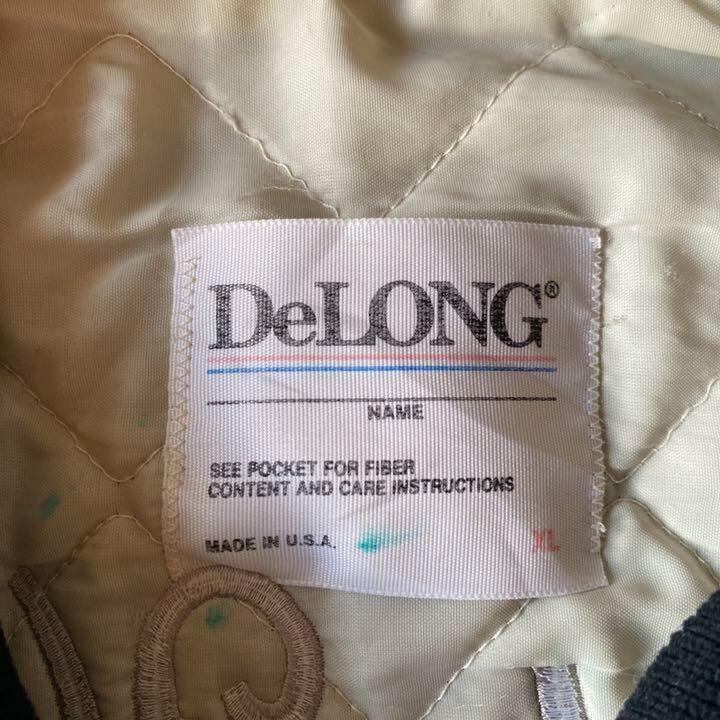 DeLONG®
NAME
SEE POCKET FOR FIBER
CONTENT AND CARE INSTRUCTIONS
MADE IN U.S.A. XL